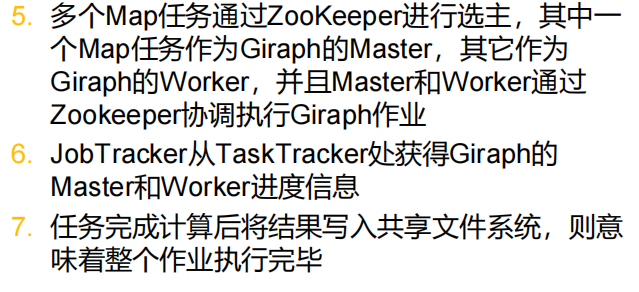 5. 多个Map任务通过ZooKeeper进行选主，其中一
个Map任务作为Giraph的Master，其它作为
Giraph的Worker，并且Master和Worker通过
Zookeeper协调执行Giraph作业
6. JobTracker从TaskTracker处获得Giraph的
Master和Worker进度信息
7. 任务完成计算后将结果写入共享文件系统，则意
味着整个作业执行完毕